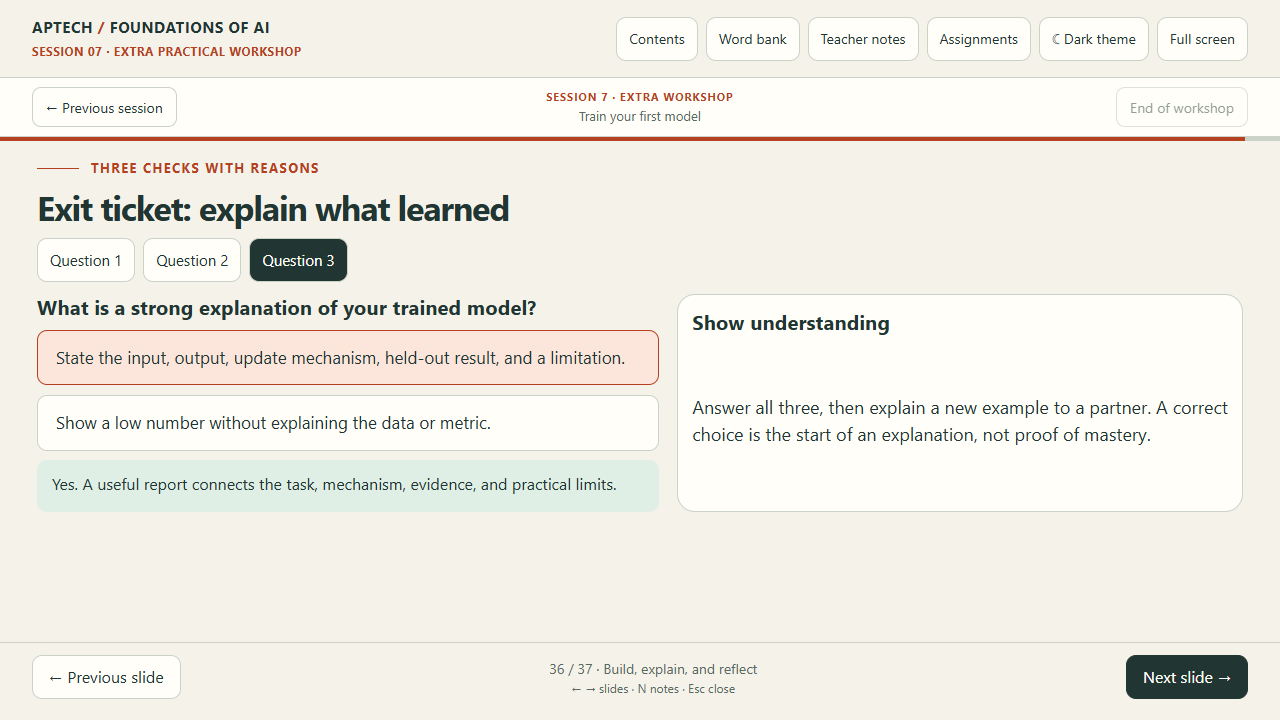 APTECH / FOUNDATIONS OF AI
SESSION 07 · EXTRA PRACTICAL WORKSHOP
Contents
Word bank
Teacher notes
Assignments
☾ Dark theme
Full screen
← Previous session
SESSION 7 · EXTRA WORKSHOP
Train your first model
End of workshop
THREE CHECKS WITH REASONS
Exit ticket: explain what learned
Question 1
Question 2
Question 3
What is a strong explanation of your trained model?
State the input, output, update mechanism, held-out result, and a limitation.
Show a low number without explaining the data or metric.
Yes. A useful report connects the task, mechanism, evidence, and practical limits.
Show understanding
Answer all three, then explain a new example to a partner. A correct
choice is the start of an explanation, not proof of mastery.
← Previous slide
36 / 37 · Build, explain, and reflect
← → slides · N notes · Esc close
Next slide →